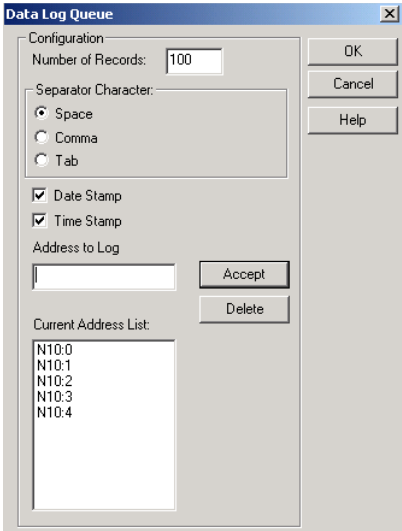 Data Log Queue
Configuration
Number of Records: 100
OK
Cancel
Help
Separator Character:
Space
Comma
Tab
Date Stamp
Time Stamp
Address to Log
Accept
Delete
Current Address List:
N10:0
N10:1
N10:2
N10:3
N10:4